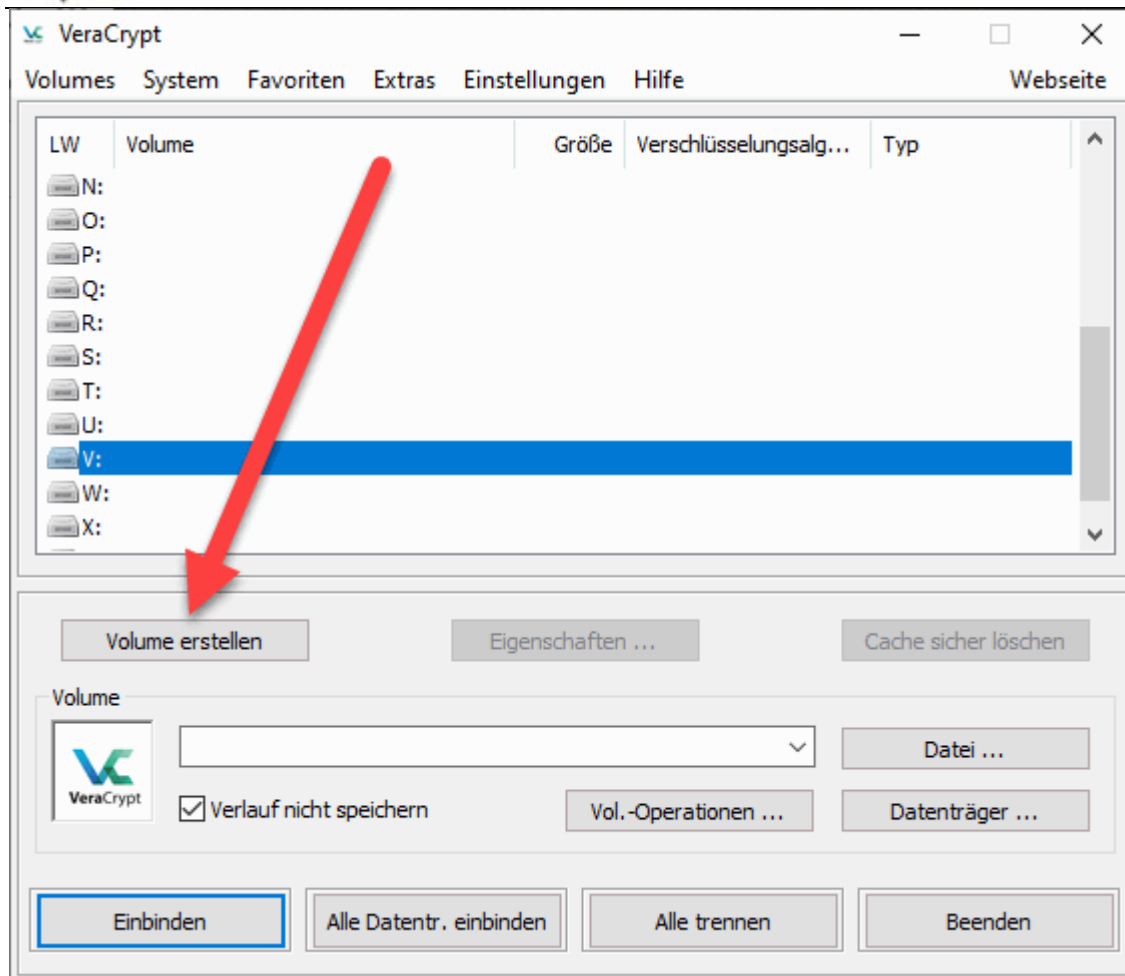 VeraCrypt
Volumes System Favoriten Extras Einstellungen Hilfe Webseite
LW Volume Größe Verschlüsselungsalg... Typ
N:
O:
P:
Q:
R:
S:
T:
U:
V:
W:
X:
Volume erstellen Eigenschaften ... Cache sicher löschen
Volume
Datei ...
VeraCrypt
Verlauf nicht speichern Vol.-Operationen ... Datenträger ...
Einbinden Alle Datentr. einbinden Alle trennen Beenden